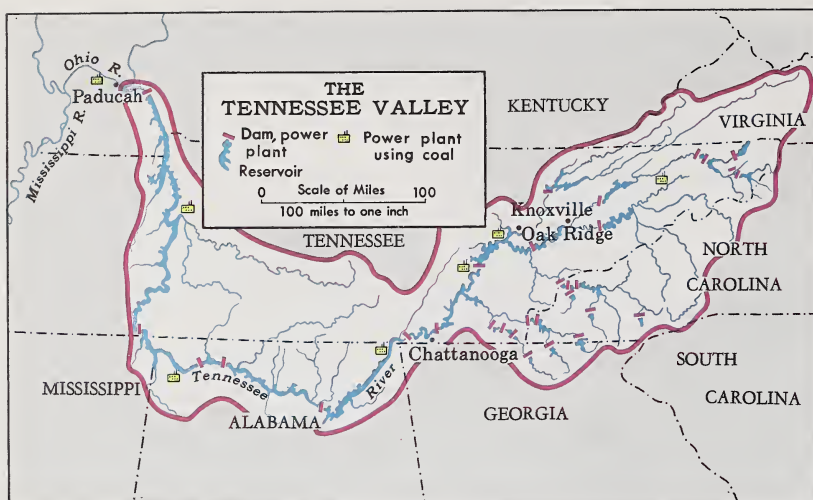 Ohio R.
Paducah
Mississippi R.
THE
TENNESSEE VALLEY
Dam, power
plant
Reservoir
Power plant
using coal
0 Scale of Miles 100
100 miles to one inch
KENTUCKY
VIRGINIA
TENNESSEE
Knoxville
Oak Ridge
NORTH
CAROLINA
Chattanooga
SOUTH
CAROLINA
MISSISSIPPI
Tennessee
River
ALABAMA
GEORGIA